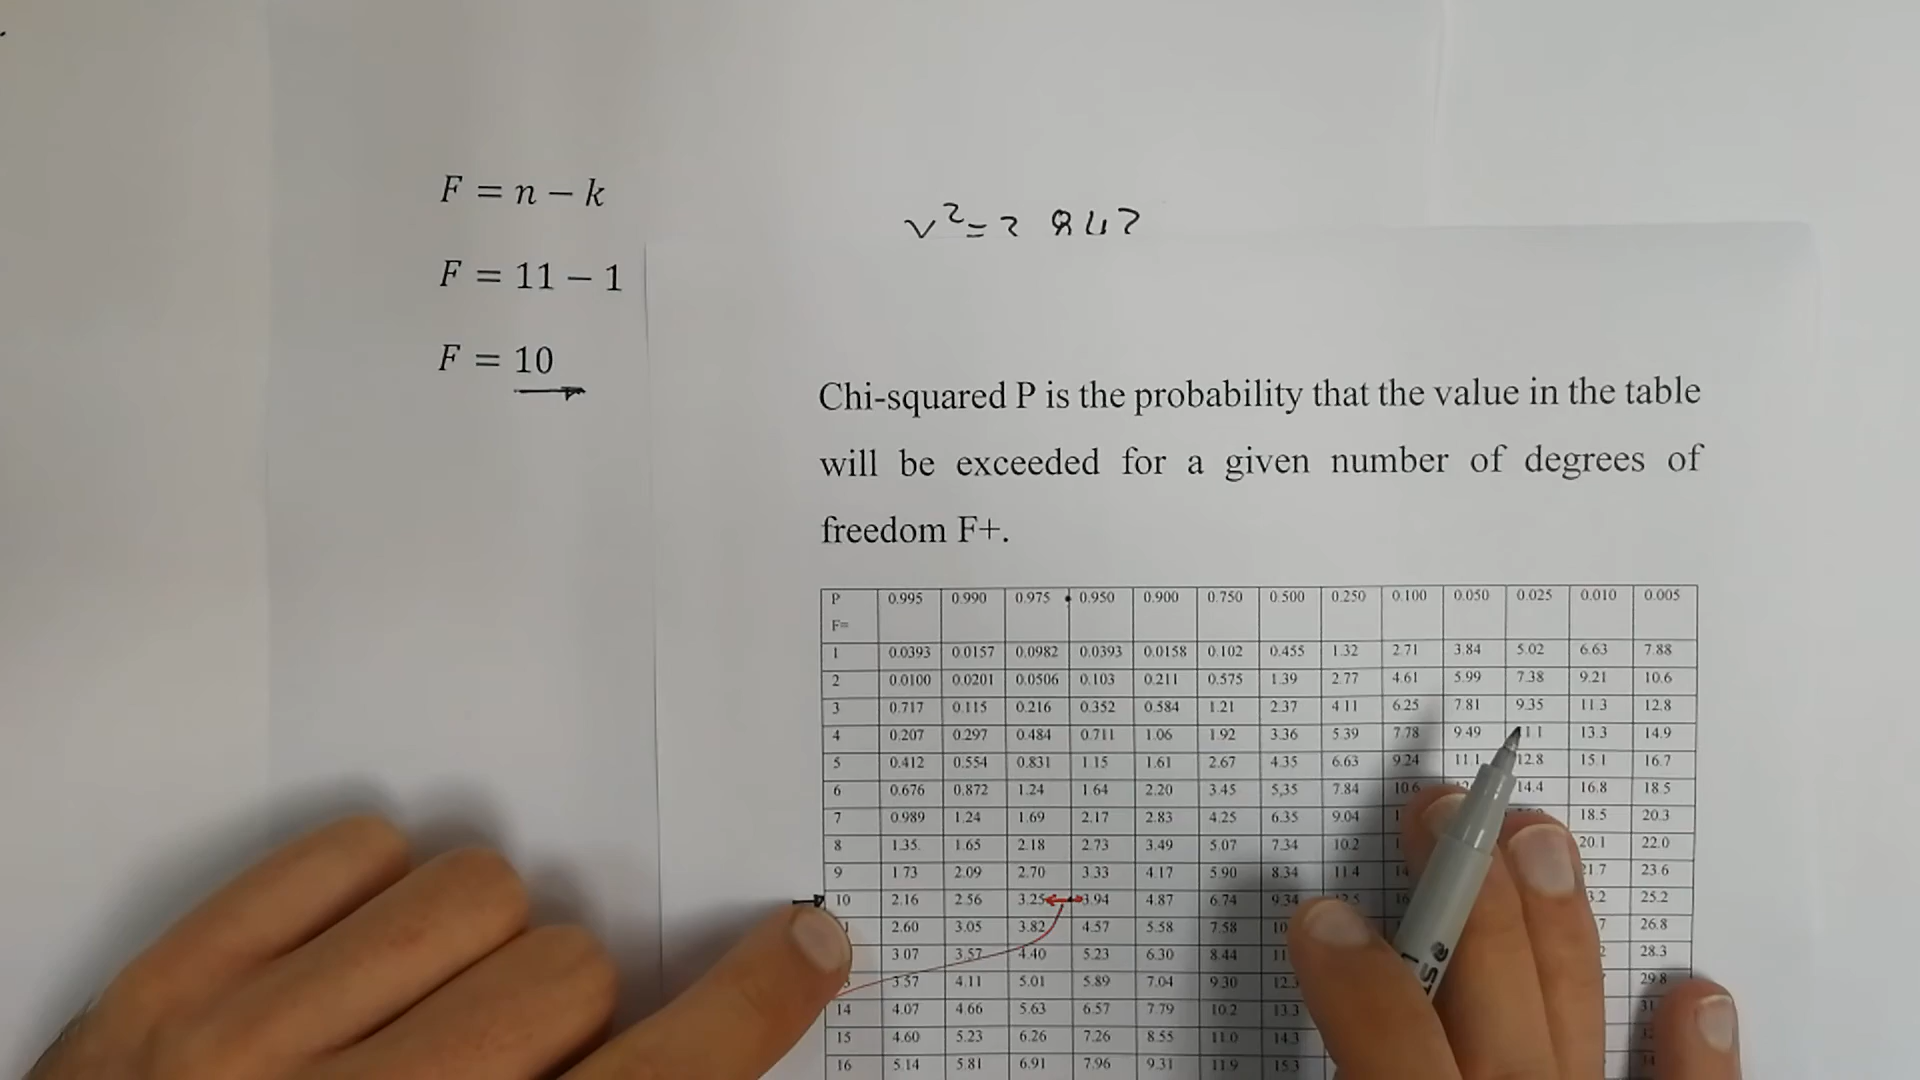 F = n − k
F = 11 − 1
F = 10
Chi-squared P is the probability that the value in the table
will be exceeded for a given number of degrees of
freedom F+.
P F= 0.995 0.990 0.975 0.950 0.900 0.750 0.500 0.250 0.100 0.050 0.025 0.010 0.005
1 0.0393 0.0157 0.0982 0.0393 0.0158 0.102 0.455 1.32 2.71 3.84 5.02 6.63 7.88
2 0.0100 0.0201 0.0506 0.103 0.211 0.575 1.39 2.77 4.61 5.99 7.38 9.21 10.6
3 0.717 0.115 0.216 0.352 0.584 1.21 2.37 4.11 6.25 7.81 9.35 11.3 12.8
4 0.207 0.297 0.484 0.711 1.06 1.92 3.36 5.39 7.78 9.49 11.1 13.3 14.9
5 0.412 0.554 0.831 1.15 1.61 2.67 4.35 6.63 9.24 11.1 12.8 15.1 16.7
6 0.676 0.872 1.24 1.64 2.20 3.45 5,35 7.84 10.6 14.4 16.8 18.5
7 0.989 1.24 1.69 2.17 2.83 4.25 6.35 9.04 18.5 20.3
8 1.35. 1.65 2.18 2.73 3.49 5.07 7.34 10.2 20.1 22.0
9 1.73 2.09 2.70 3.33 4.17 5.90 8.34 11.4 23.6
10 2.16 2.56 3.25 3.94 4.87 6.74 9.34 25.2
2.60 3.05 3.82 4.57 5.58 7.58 26.8
3.07 3.57 4.40 5.23 6.30 8.44 28.3
3.57 4.11 5.01 5.89 7.04 9.30 29.8
14 4.07 4.66 5.63 6.57 7.79 10.2 13.3
15 4.60 5.23 6.26 7.26 8.55 11.0 14.3
16 5.14 5.81 6.91 7.96 9.31 11.9 15.3